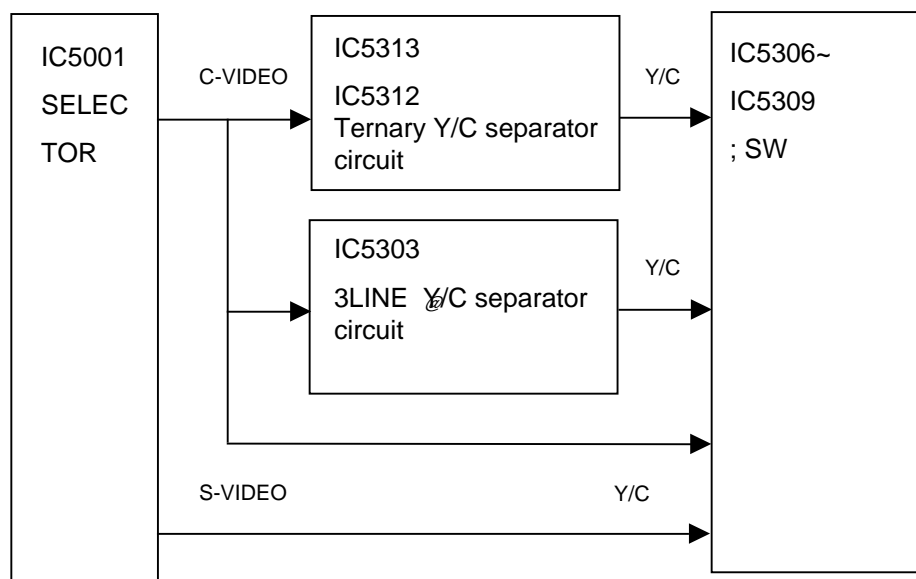 IC5001
SELEC
TOR
C-VIDEO
IC5313
IC5312
Ternary Y/C separator
circuit
Y/C
IC5306~
IC5309
; SW
IC5303
3LINE Y/C separator
circuit
Y/C
S-VIDEO
Y/C